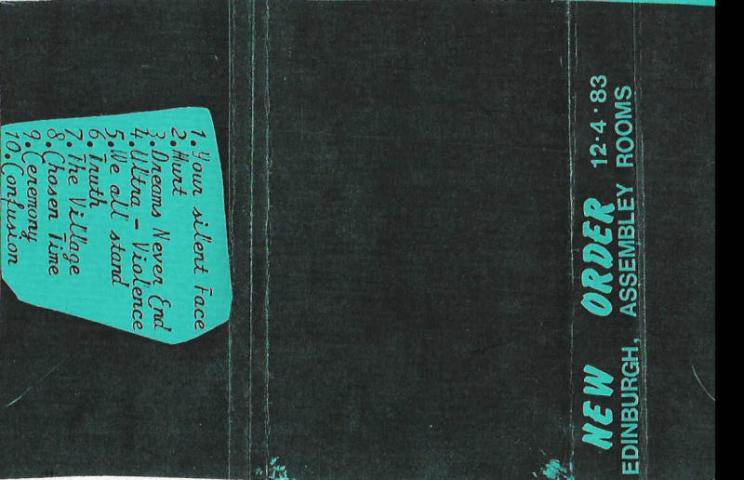 NEW ORDER 12·4·83
EDINBURGH, ASSEMBLEY ROOMS
1. Your silent Face
2. Hurt
3. Dreams Never End
4. Ultra - Violence
5. We all stand
6. Truth
7. The Village
8. Chosen Time
9. Ceremony
10. Confusion